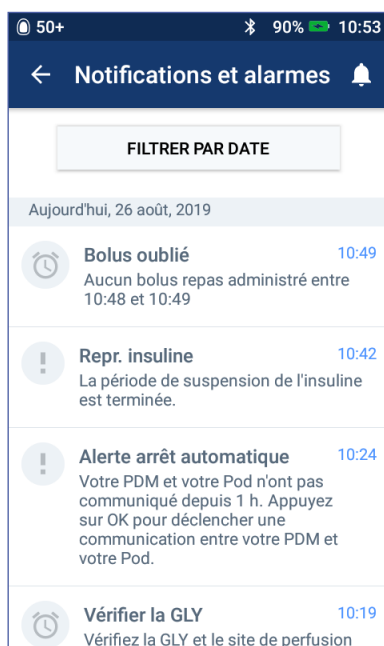 50+ 90% 10:53
Notifications et alarmes
FILTRER PAR DATE
Aujourd'hui, 26 août, 2019
Bolus oublié 10:49
Aucun bolus repas administré entre
10:48 et 10:49
Repr. insuline 10:42
La période de suspension de l'insuline
est terminée.
Alerte arrêt automatique 10:24
Votre PDM et votre Pod n'ont pas
communiqué depuis 1 h. Appuyez
sur OK pour déclencher une
communication entre votre PDM et
votre Pod.
Vérifier la GLY 10:19
Vérifiez la GLY et le site de perfusion